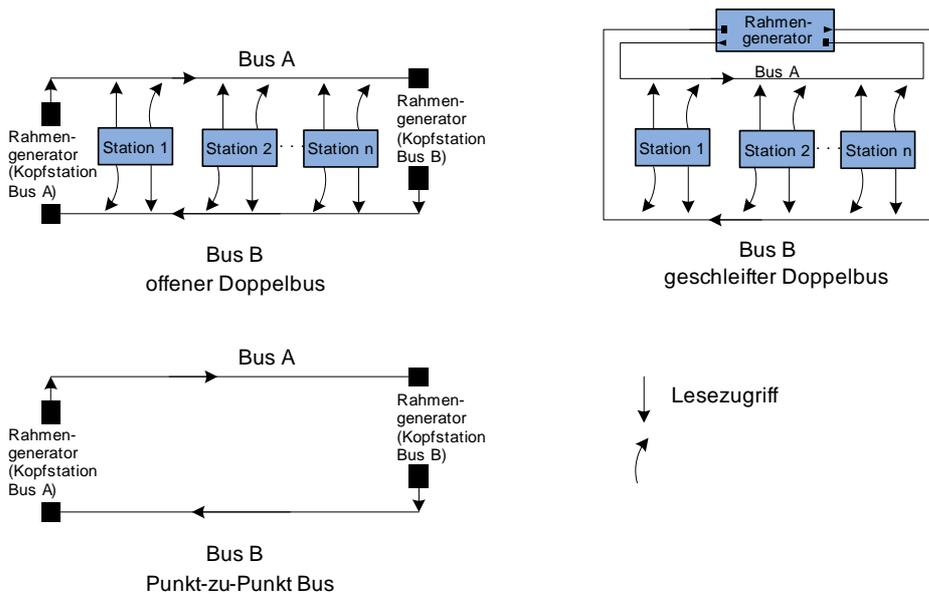 Bus A
Rahmen-
generator
(Kopfstation
Bus A)
Station 1
Station 2
. . .
Station n
Rahmen-
generator
(Kopfstation
Bus B)
Bus B
offener Doppelbus
Rahmen-
generator
Bus A
Station 1
Station 2
. . .
Station n
Bus B
geschleifter Doppelbus
Bus A
Rahmen-
generator
(Kopfstation
Bus A)
Rahmen-
generator
(Kopfstation
Bus B)
Bus B
Punkt-zu-Punkt Bus
Lesezugriff